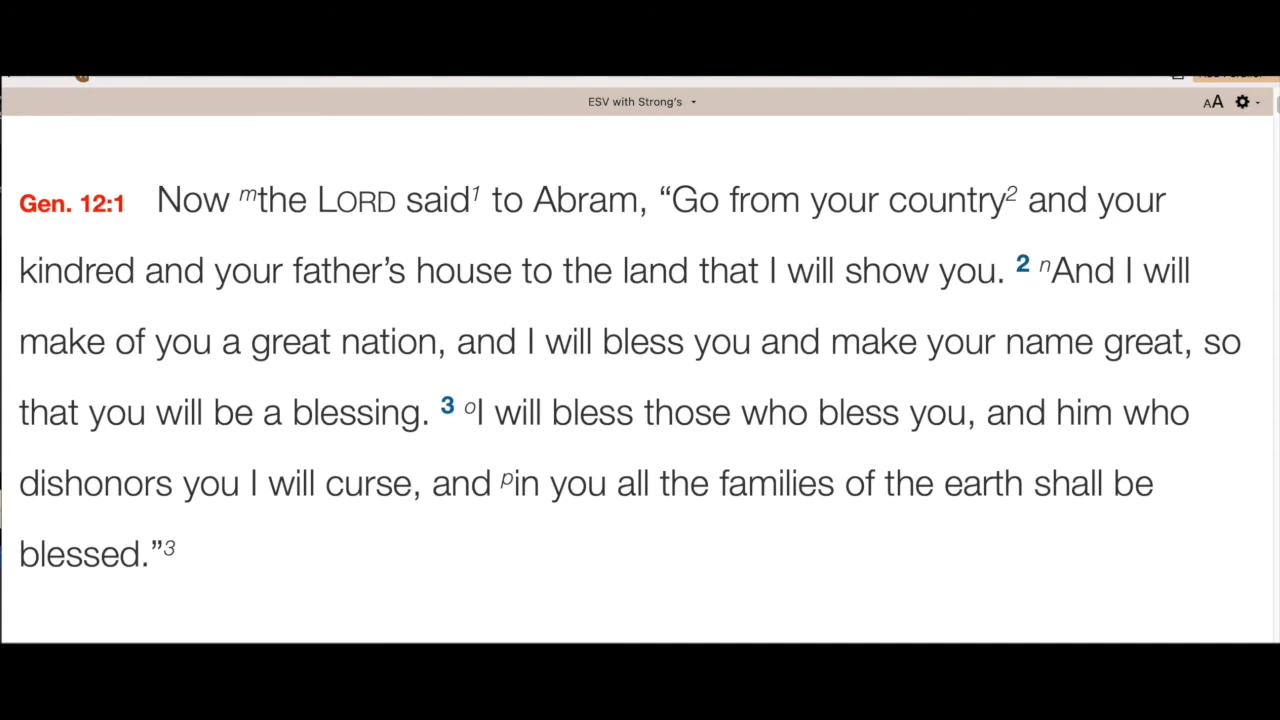 ESV with Strong's
AA
Gen. 12:1 Now mthe LORD said1 to Abram, “Go from your country2 and your
kindred and your father’s house to the land that I will show you. 2 nAnd I will
make of you a great nation, and I will bless you and make your name great, so
that you will be a blessing. 3 oI will bless those who bless you, and him who
dishonors you I will curse, and pin you all the families of the earth shall be
blessed.”3